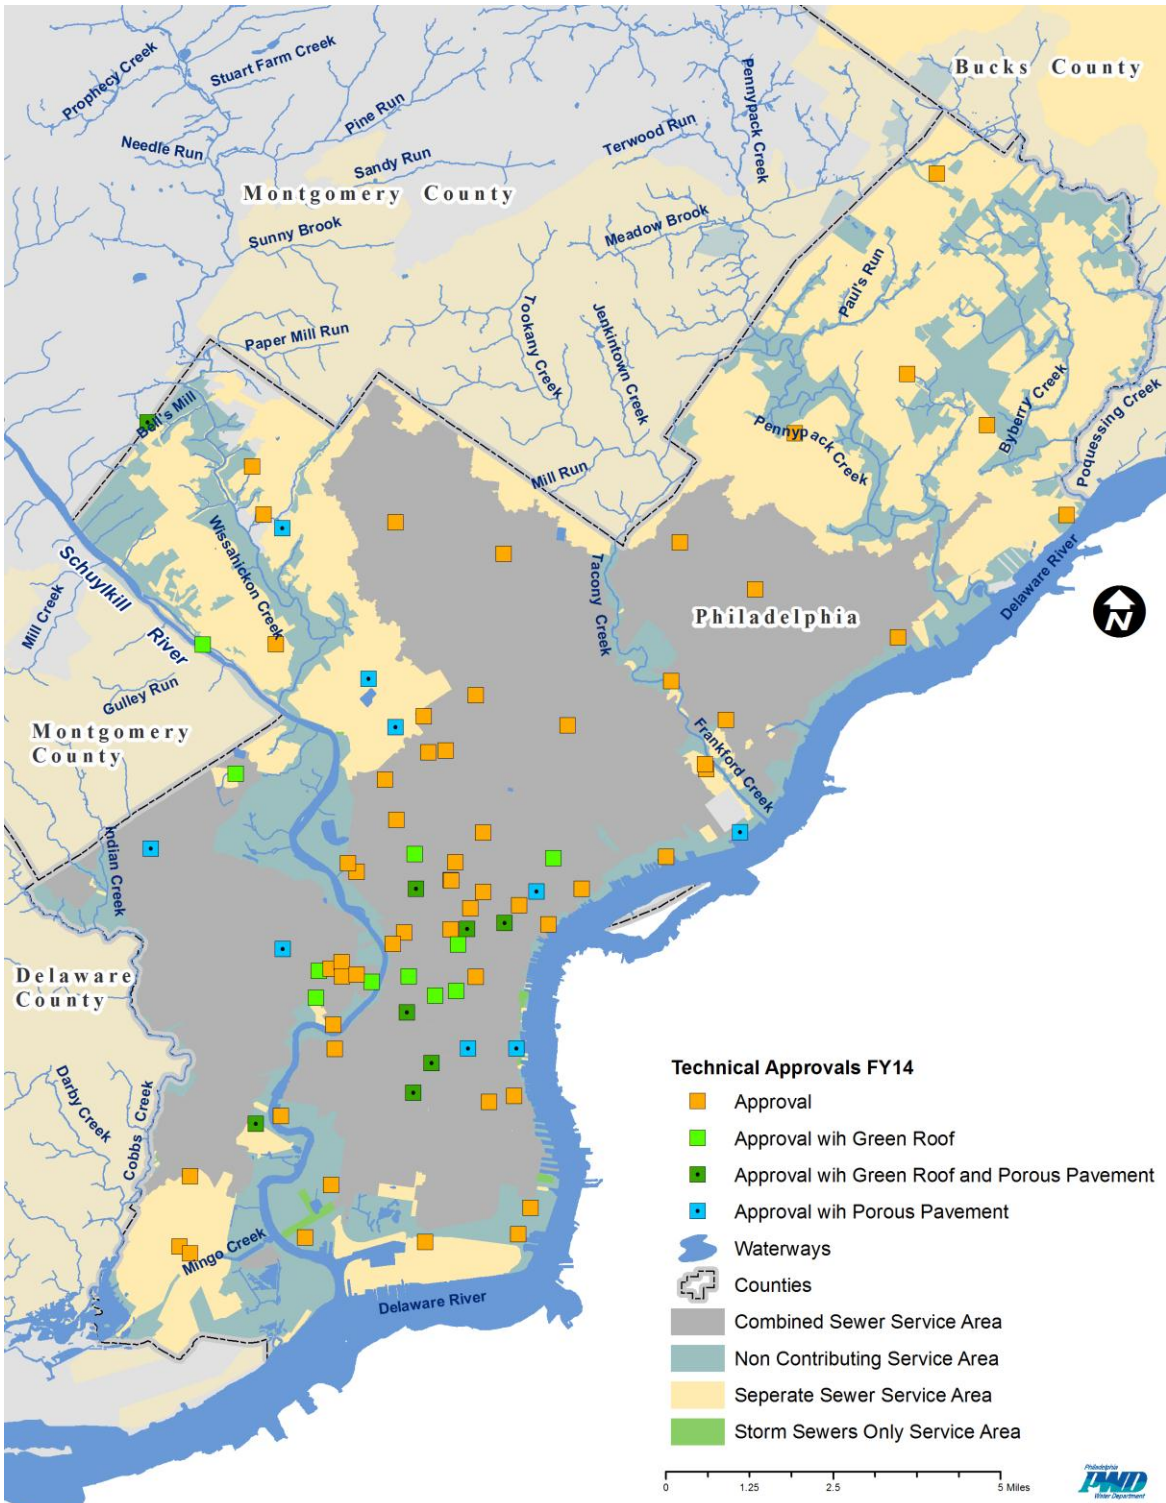 Prophecy Creek
Stuart Farm Creek
Pine Run
Needle Run
Sandy Run
Terwood Run
Pennypack Creek
Bucks County
Montgomery County
Sunny Brook
Meadow Brook
Paul's Run
Tookany Creek
Jenkintown Creek
Paper Mill Run
Bell's Mill
Mill Run
Pennypack Creek
Byberry Creek
Poquessing Creek
Wissahickon Creek
Schuylkill
River
Mill Creek
Tacony Creek
Delaware River
N
Philadelphia
Gulley Run
Montgomery
County
Frankford Creek
Indian Creek
Delaware
County
Darby Creek
Cobbs Creek
Mingo Creek
Delaware River
Technical Approvals FY14
Approval
Approval wih Green Roof
Approval wih Green Roof and Porous Pavement
Approval wih Porous Pavement
Waterways
Counties
Combined Sewer Service Area
Non Contributing Service Area
Seperate Sewer Service Area
Storm Sewers Only Service Area
0 1.25 2.5 5 Miles
Philadelphia
PWD
Water Department